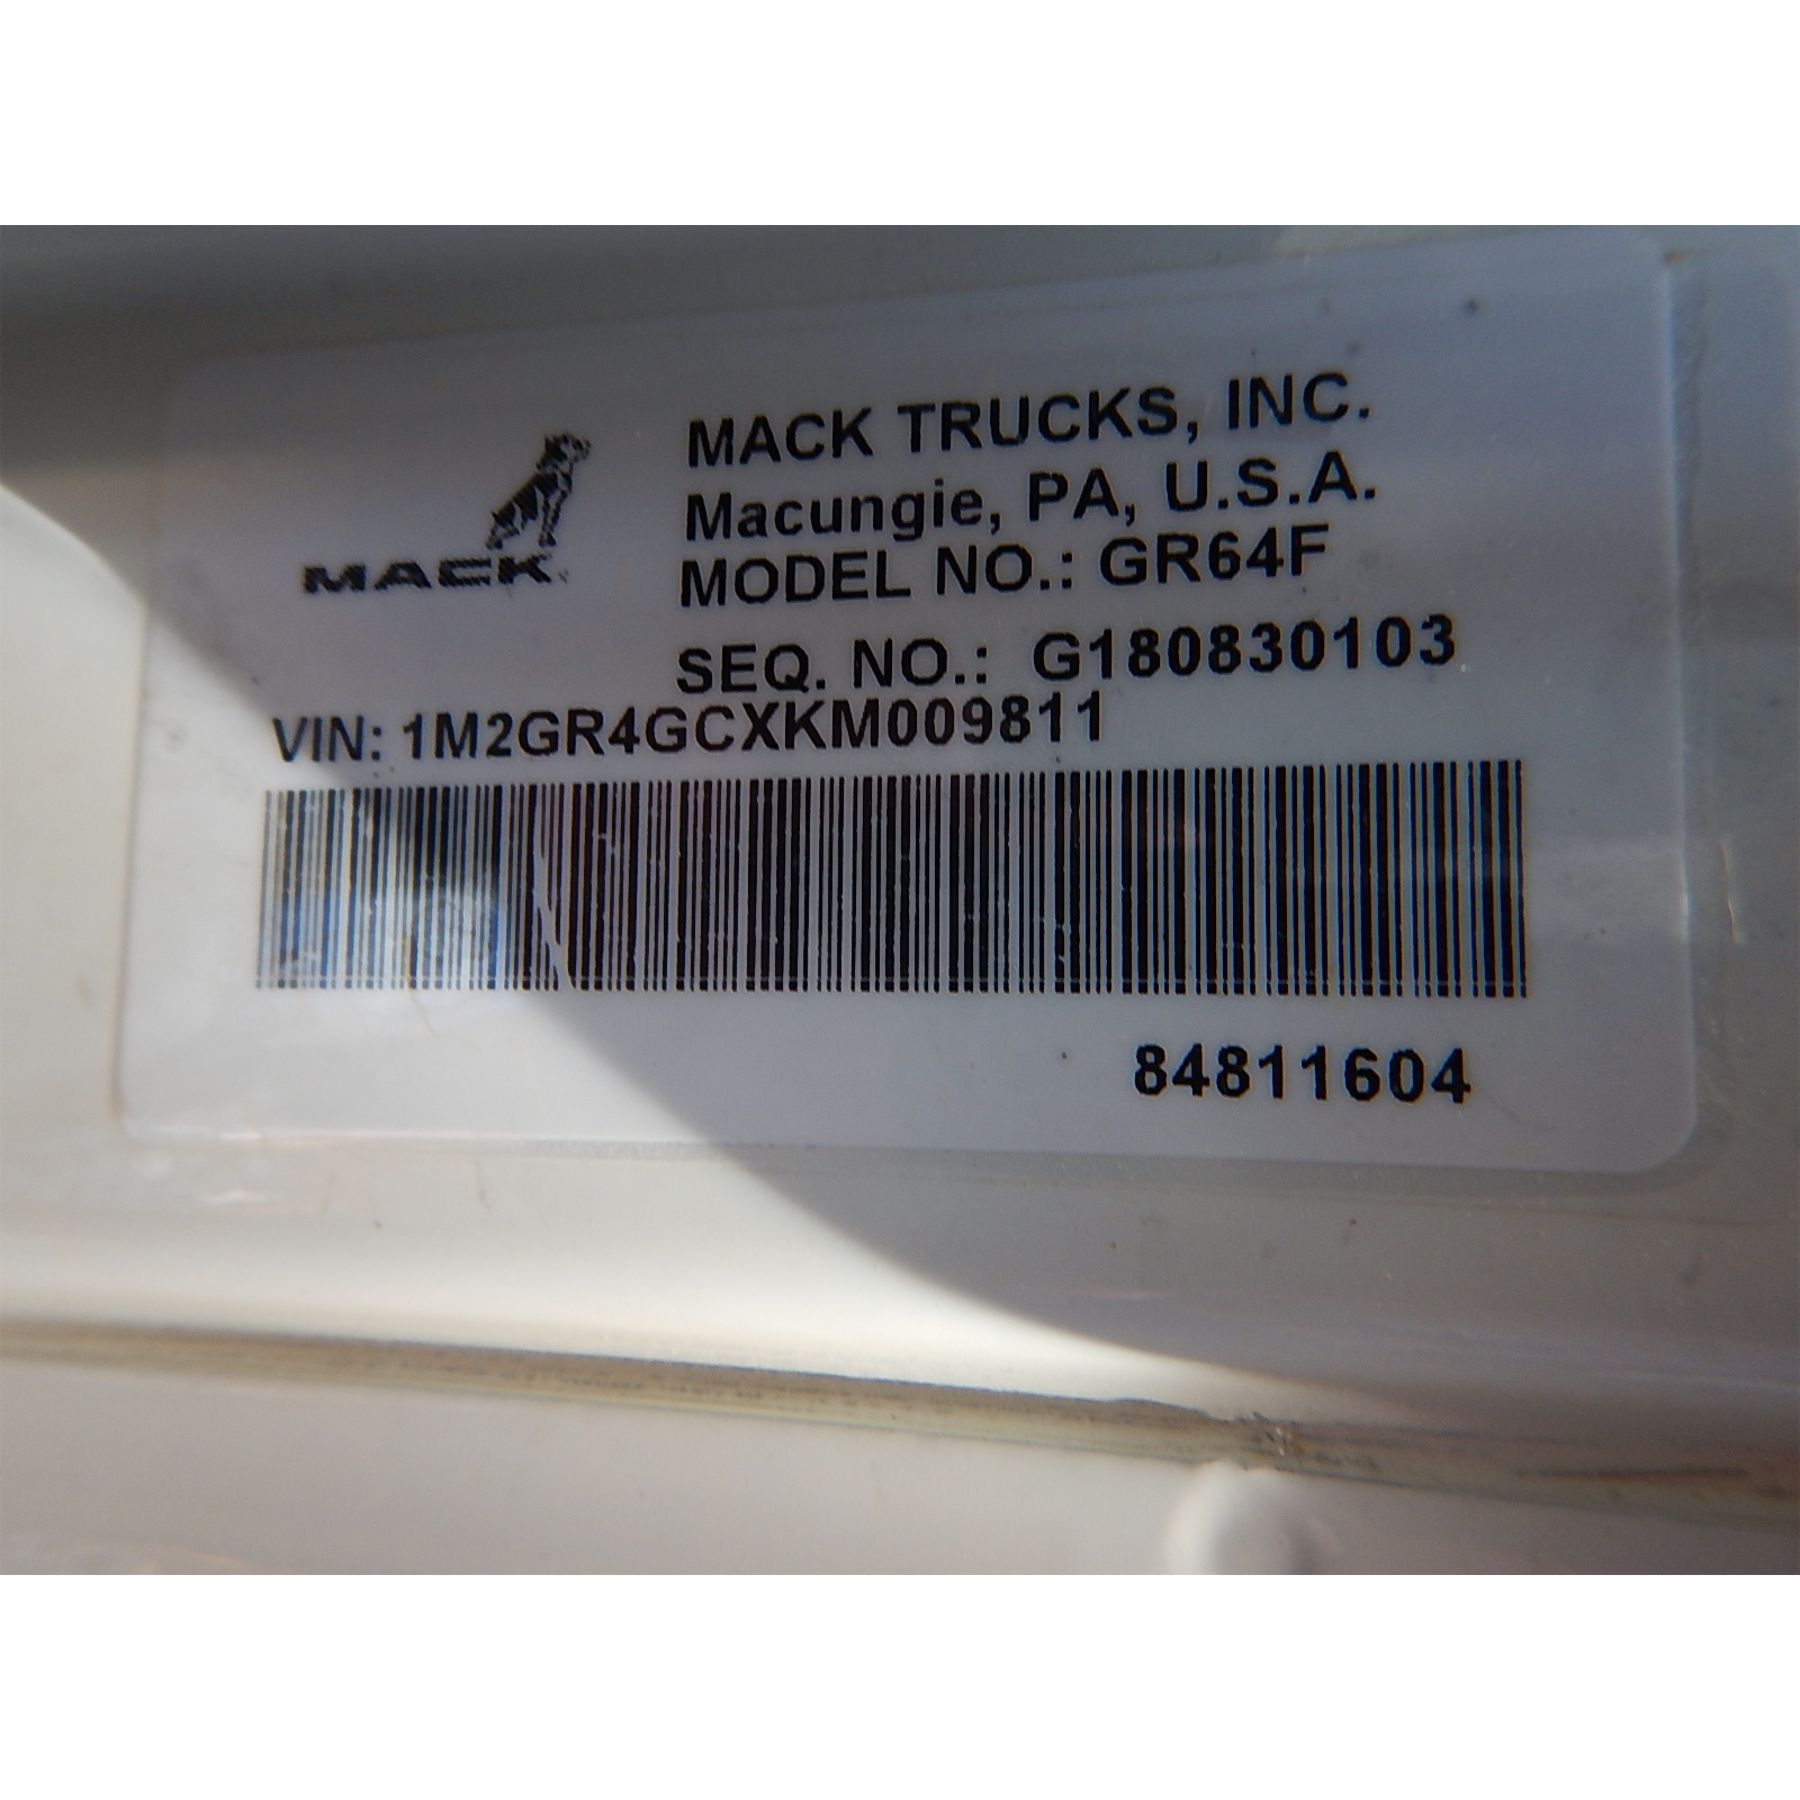 MACK
MACK TRUCKS, INC.
Macungie, PA, U.S.A.
MODEL NO.: GR64F
SEQ. NO.: G180830103
VIN: 1M2GR4GCXKM009811
84811604